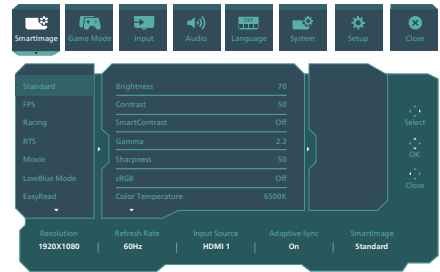 TXT
SmartImage Game Mode Input Audio Language System Setup Close
Standard Brightness 70
FPS Contrast 50
Racing SmartContrast Off
RTS Gamma 2.2
Movie Sharpness 50
LowBlue Mode sRGB Off
EasyRead Color Temperature 6500K
Select
OK
Close
Resolution Refresh Rate Input Source Adaptive Sync SmartImage
1920X1080 | 60Hz | HDMI 1 | On | Standard